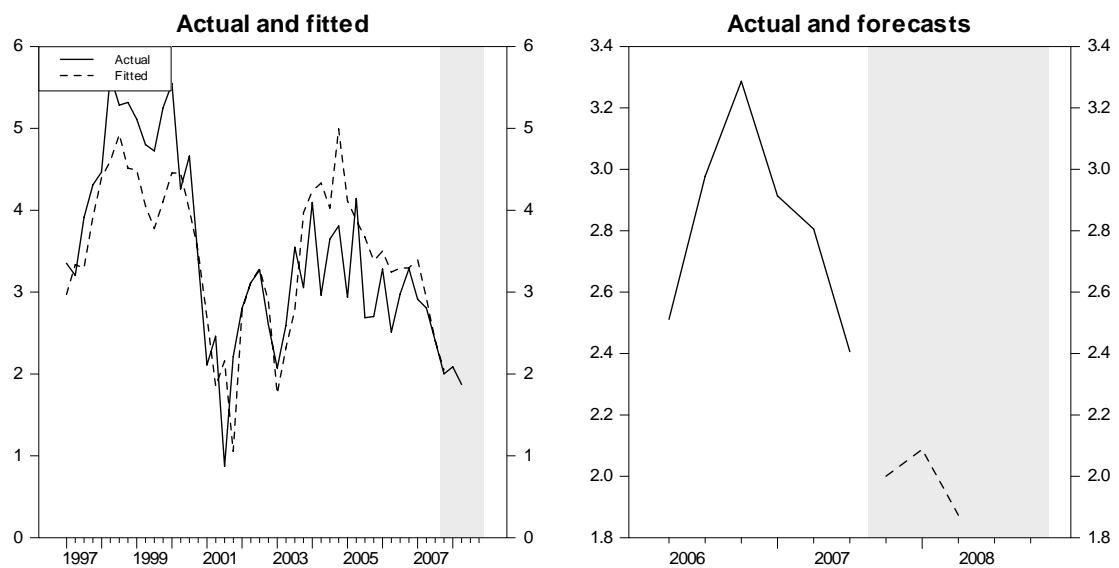 Actual and fitted
6 6
Actual
Fitted
5 5
4 4
3 3
2 2
1 1
0 0
1997 1999 2001 2003 2005 2007
Actual and forecasts
3.4 3.4
3.2 3.2
3.0 3.0
2.8 2.8
2.6 2.6
2.4 2.4
2.2 2.2
2.0 2.0
1.8 1.8
2006 2007 2008